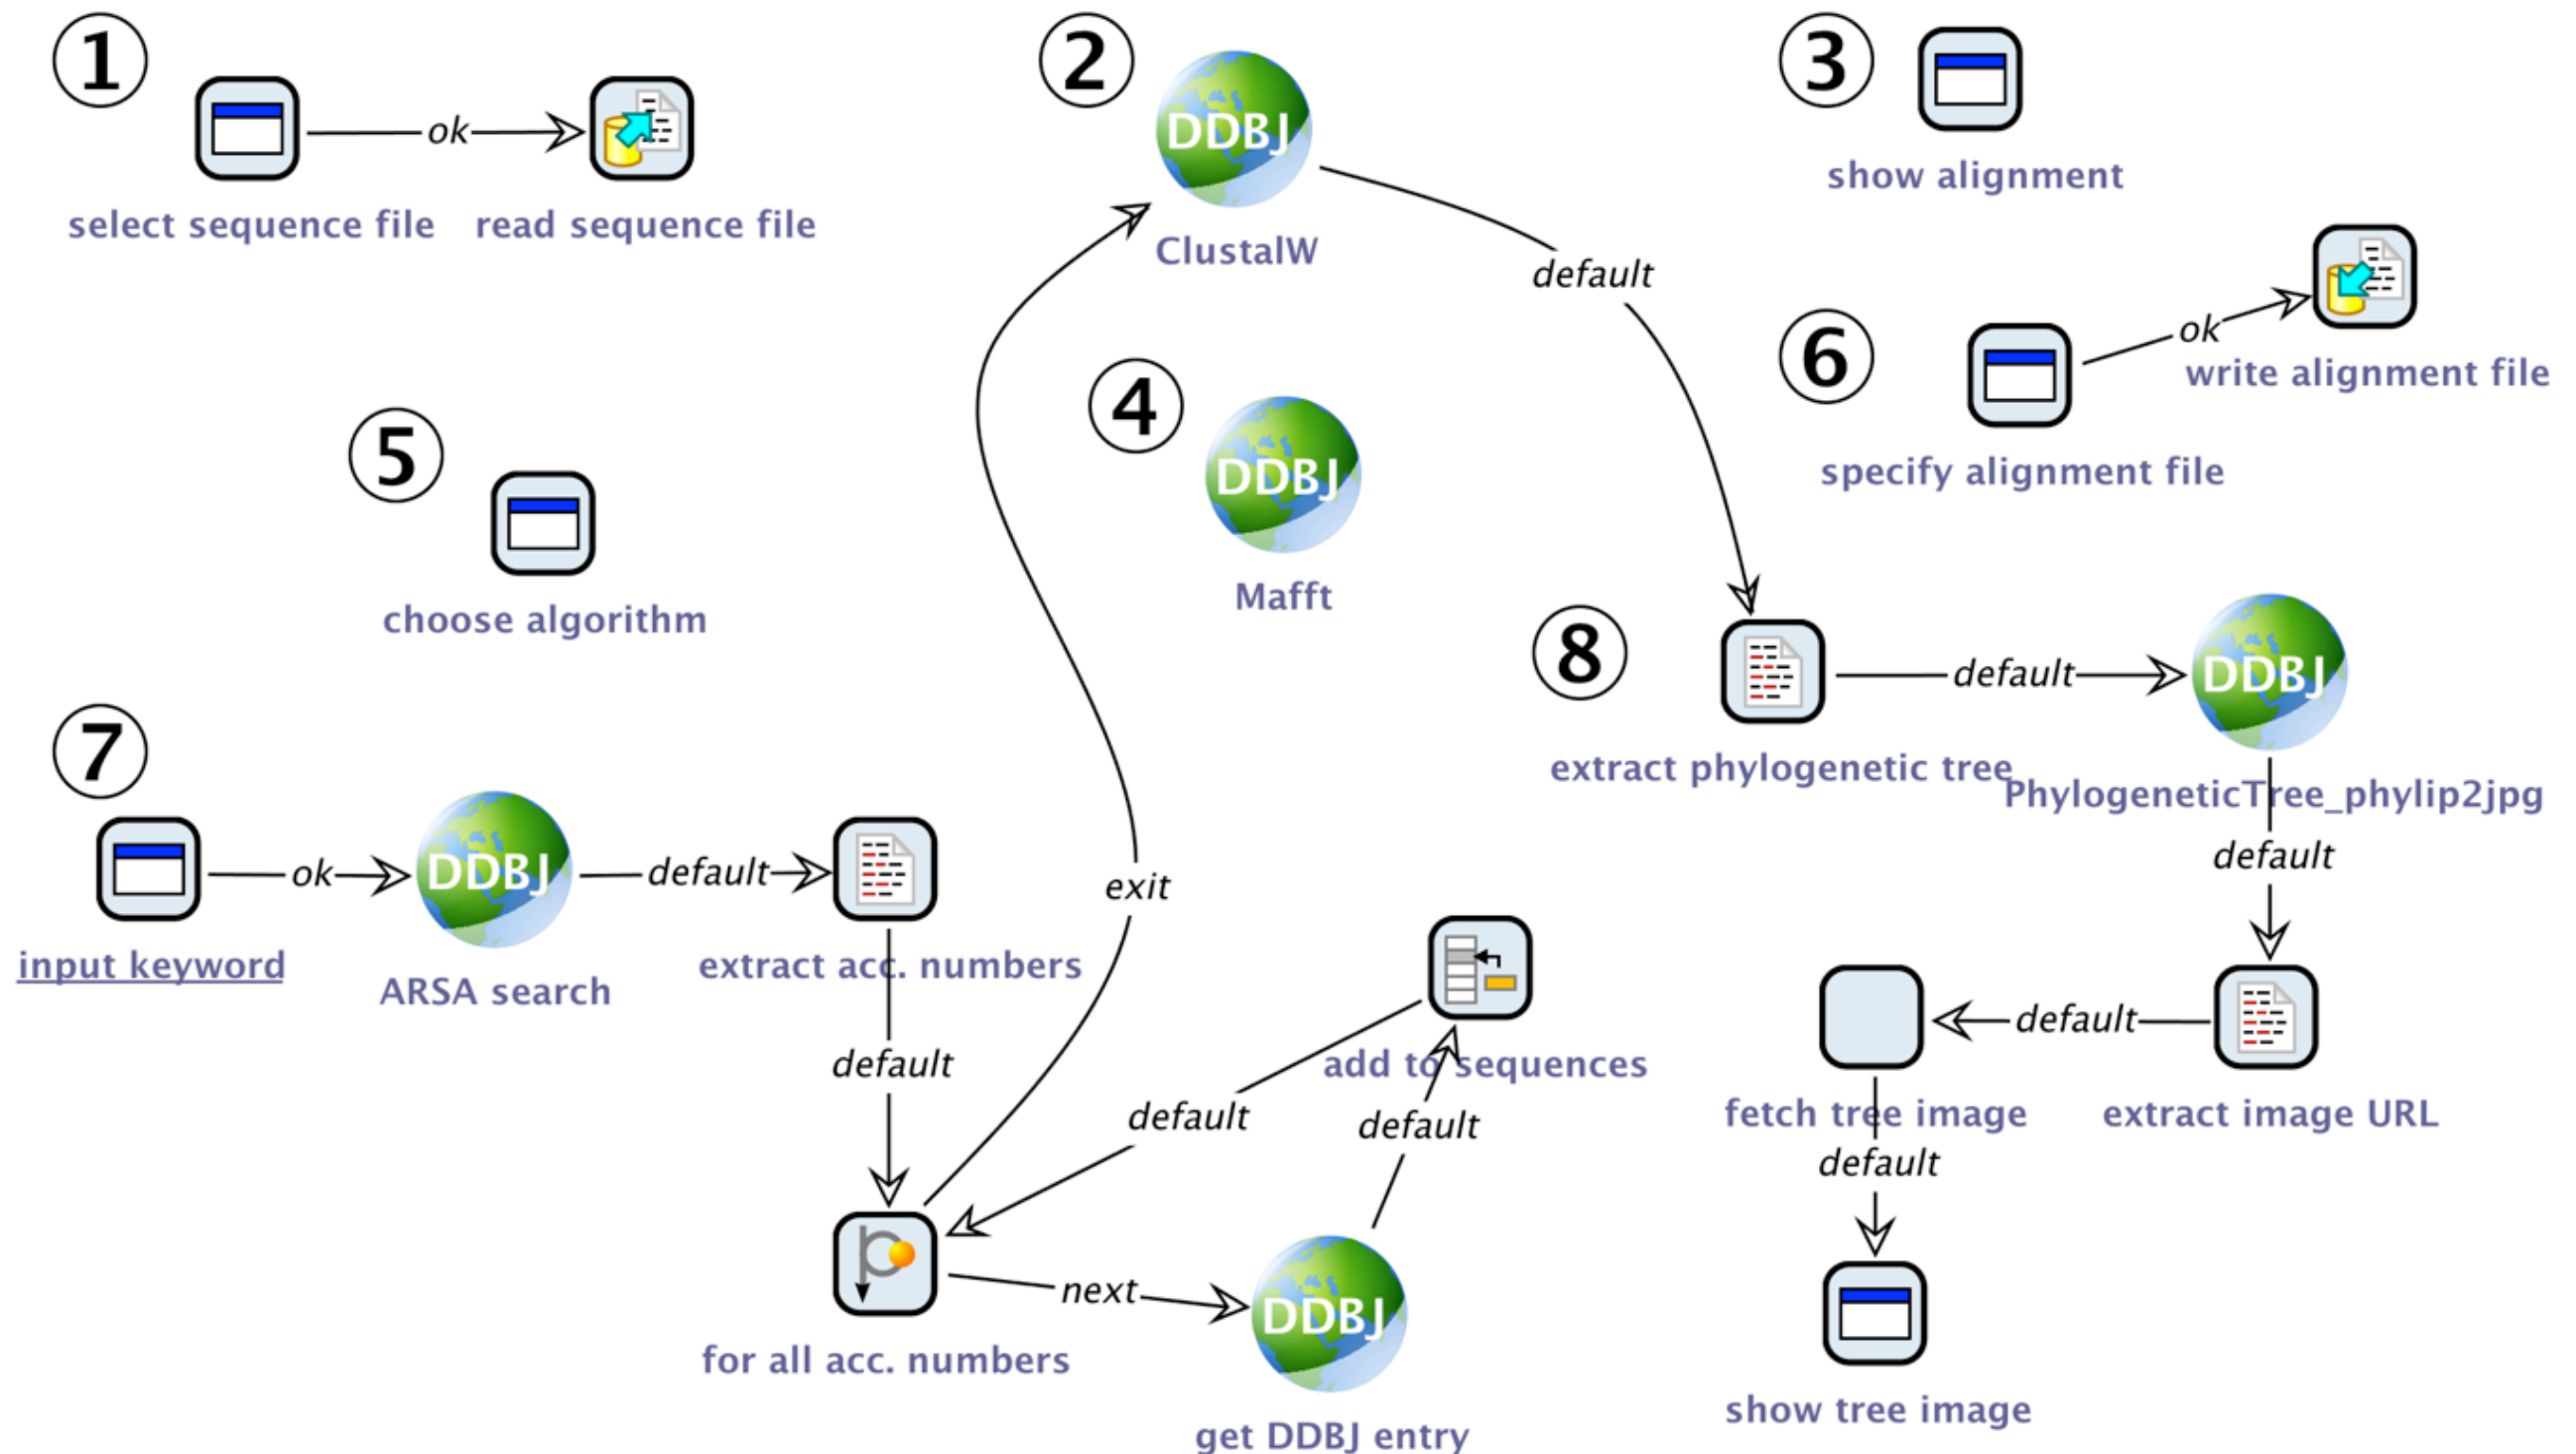 ①
ok
select sequence file
read sequence file
②
DDBJ
ClustalW
default
③
show alignment
④
DDBJ
Mafft
⑤
choose algorithm
⑥
ok
specify alignment file
write alignment file
⑦
input keyword
ok
DDBJ
ARSA search
default
extract acc. numbers
default
exit
for all acc. numbers
next
DDBJ
get DDBJ entry
default
add to sequences
default
⑧
extract phylogenetic tree
default
DDBJ
PhylogeneticTree_phylip2jpg
default
extract image URL
default
fetch tree image
default
show tree image